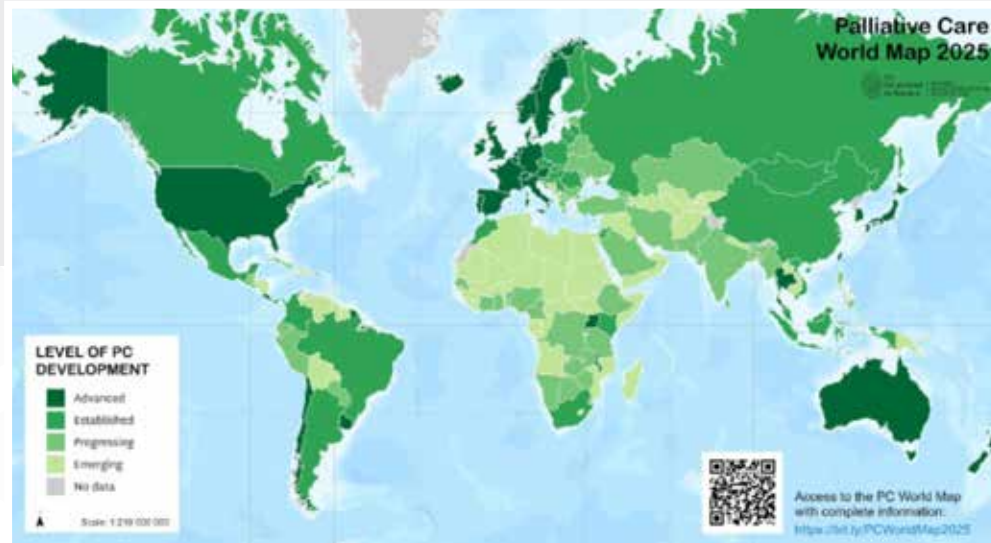 Palliative Care
World Map 2025
LEVEL OF PC
DEVELOPMENT
Advanced
Established
Progressing
Emerging
No data
Access to the PC World Map
with complete information:
https://bit.ly/PCWorldMap2025